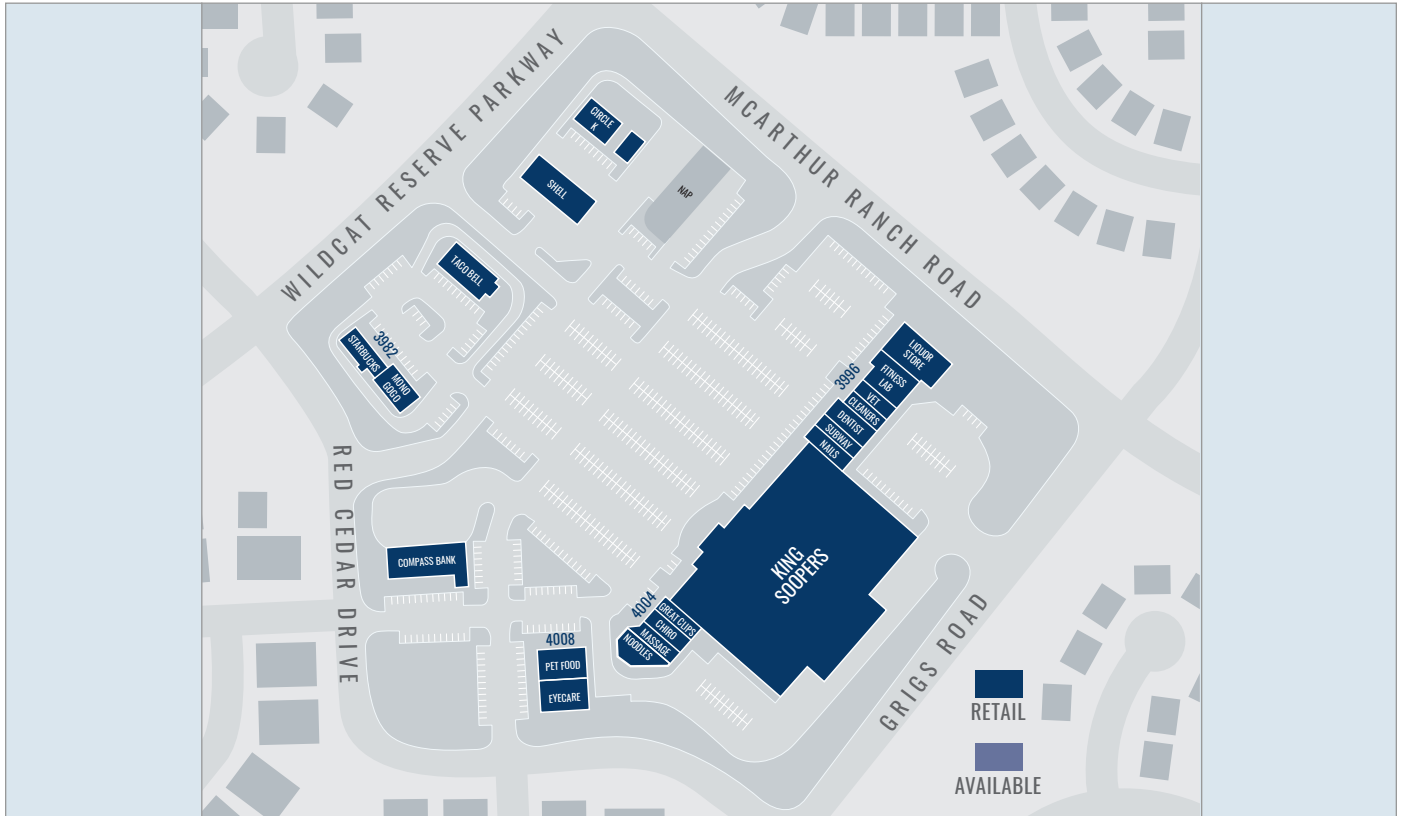 WILDCAT RESERVE PARKWAY
MCARTHUR RANCH ROAD
CIRCLE
K
SHELL
NAP
TACO BELL
3982
STARBUCKS
MONO
GOGO
3996
LIQUOR
STORE
FITNESS
LAB
VET
CLEANERS
DENTIST
SUBWAY
NAILS
RED CEDAR DRIVE
COMPASS BANK
KING
SOOPERS
4004
GREAT CLIPS
CHIRO
MASSAGE
NOODLES
4008
PET FOOD
EYECARE
GRIGS ROAD
RETAIL
AVAILABLE